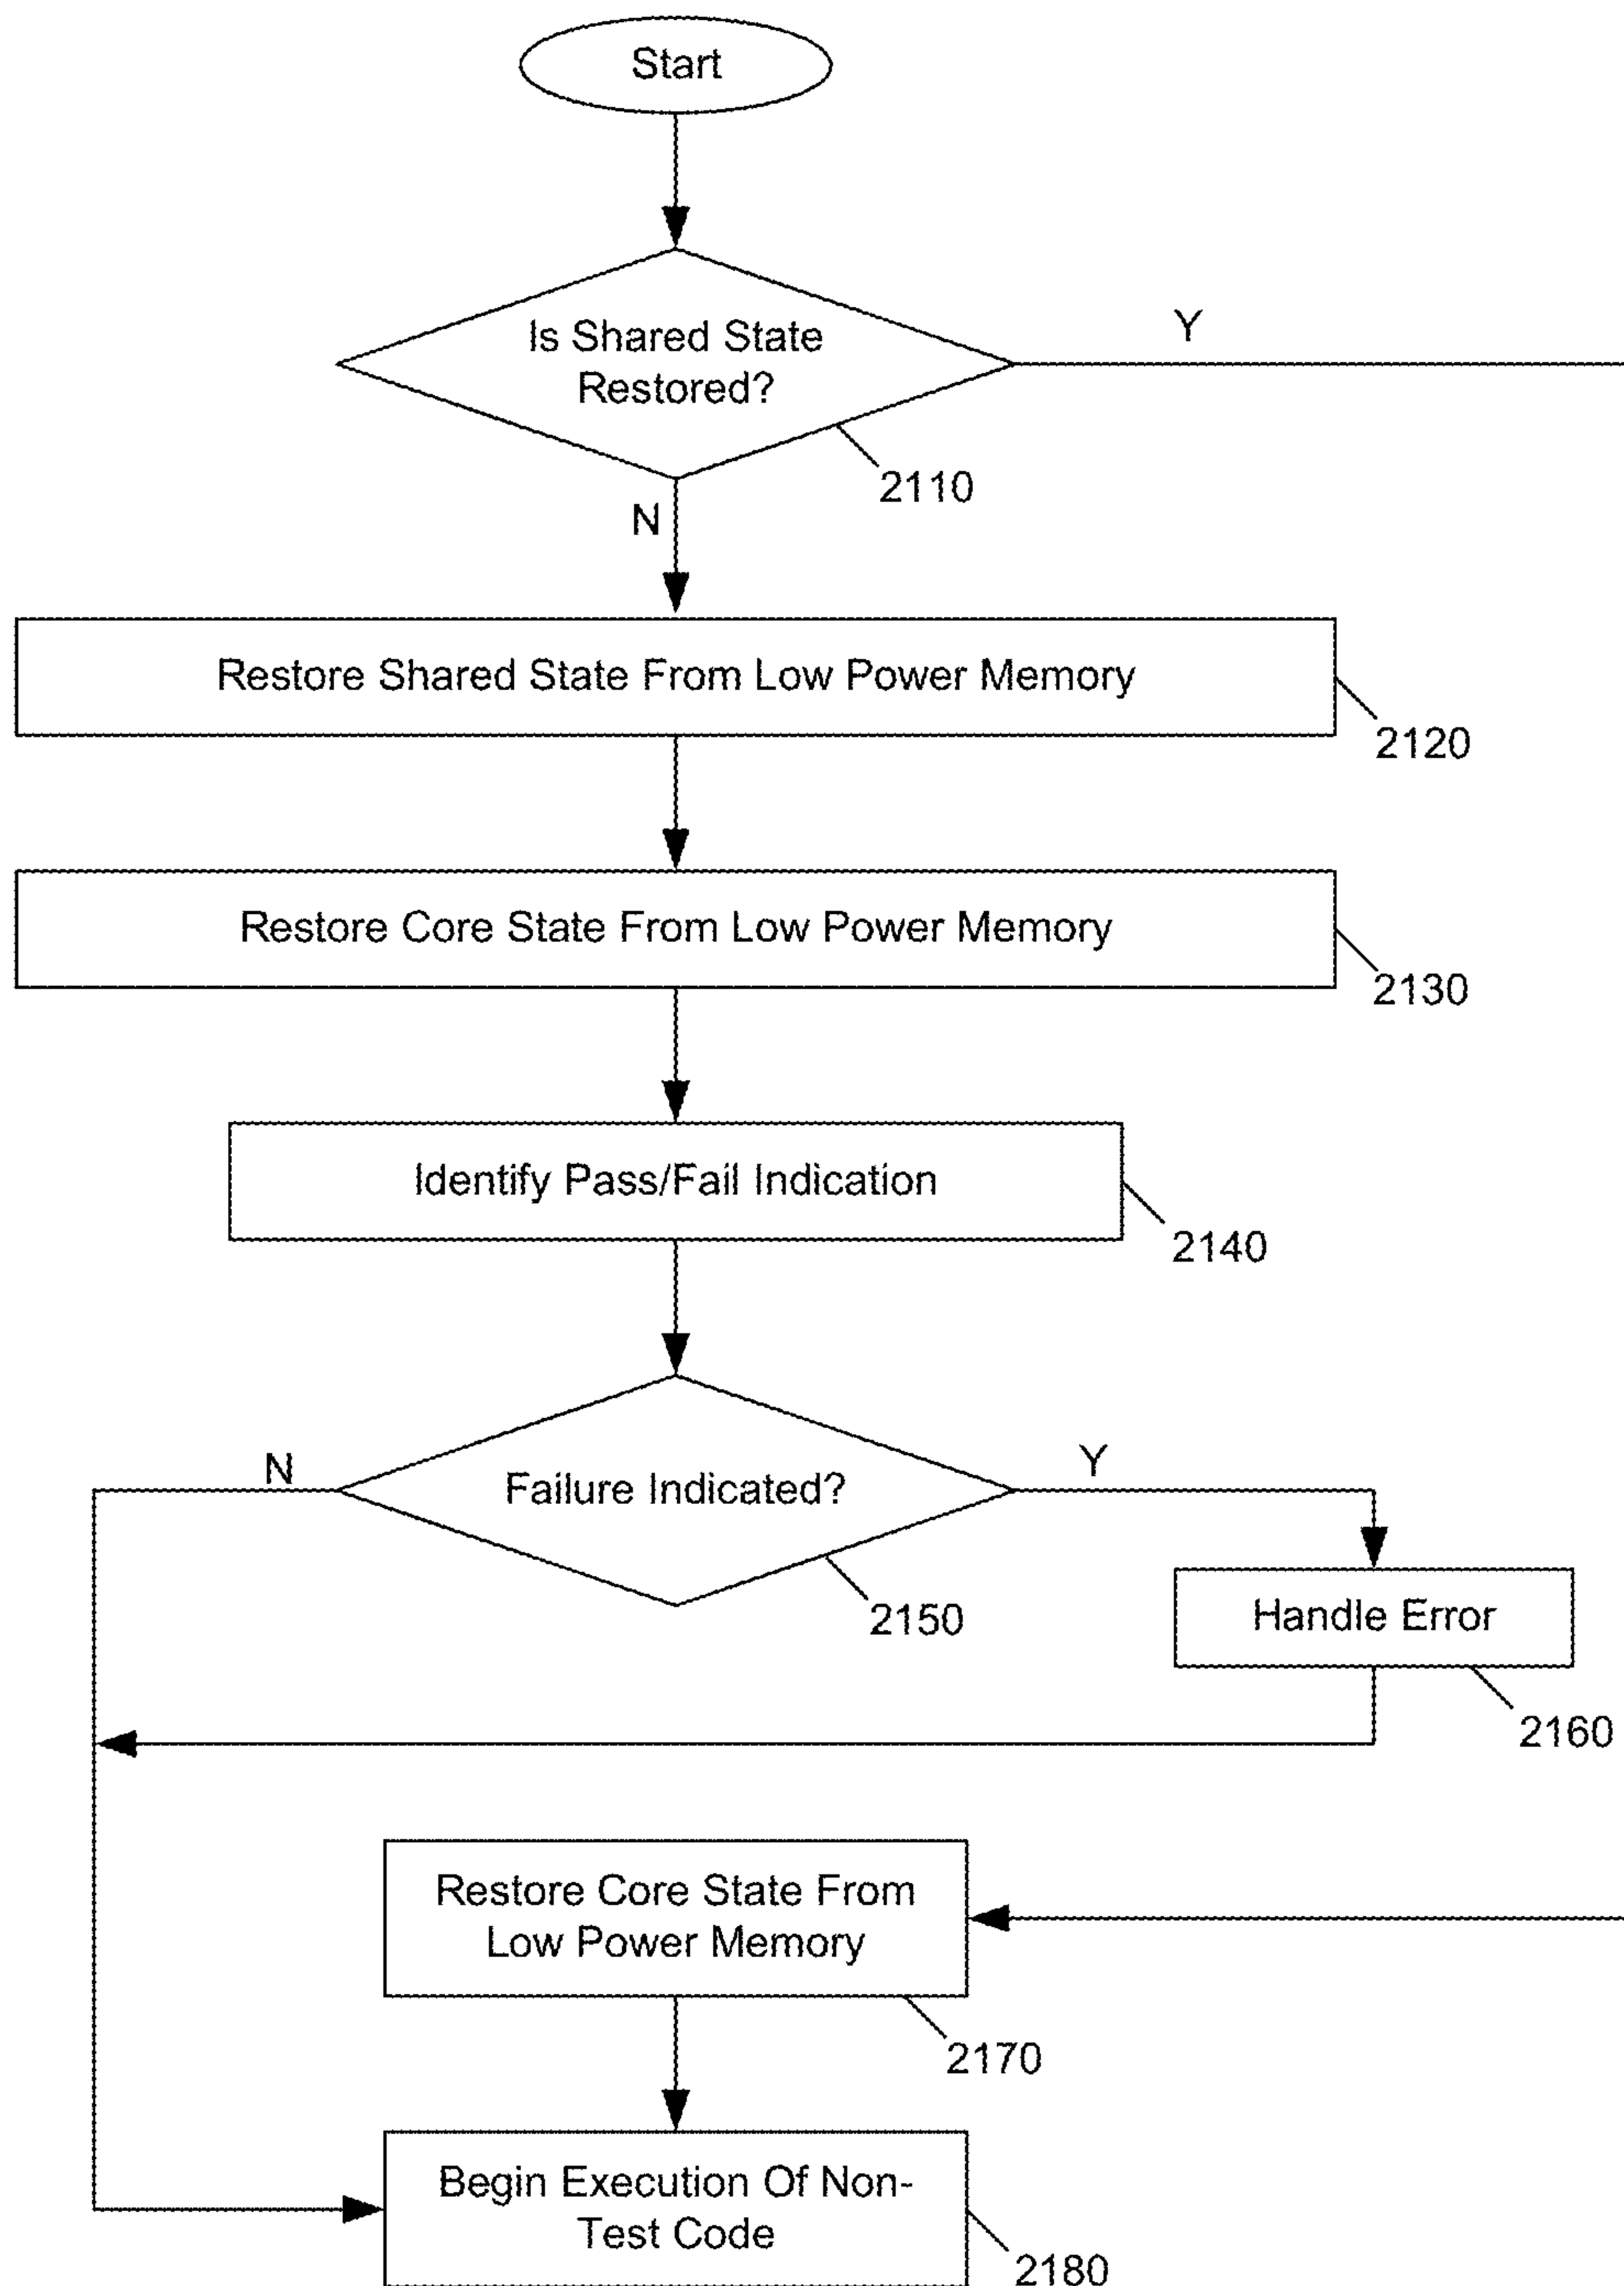 Start
Is Shared State
Restored?
Y
2110
N
Restore Shared State From Low Power Memory
2120
Restore Core State From Low Power Memory
2130
Identify Pass/Fail Indication
2140
N
Failure Indicated?
Y
2150
Handle Error
2160
Restore Core State From
Low Power Memory
2170
Begin Execution Of Non-
Test Code
2180